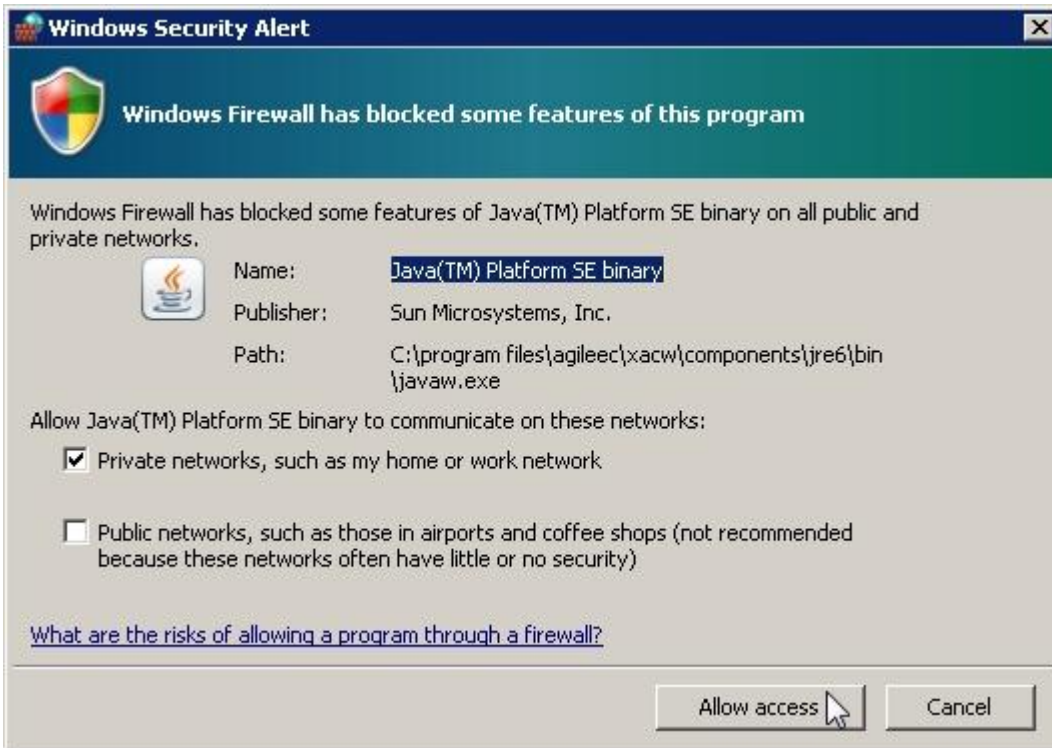 Windows Security Alert
Windows Firewall has blocked some features of this program
Windows Firewall has blocked some features of Java(TM) Platform SE binary on all public and
private networks.
Name: Java(TM) Platform SE binary
Publisher: Sun Microsystems, Inc.
Path: C:\program files\agileec\xacw\components\jre6\bin
\javaw.exe
Allow Java(TM) Platform SE binary to communicate on these networks:
Private networks, such as my home or work network
Public networks, such as those in airports and coffee shops (not recommended
because these networks often have little or no security)
What are the risks of allowing a program through a firewall?
Allow access Cancel